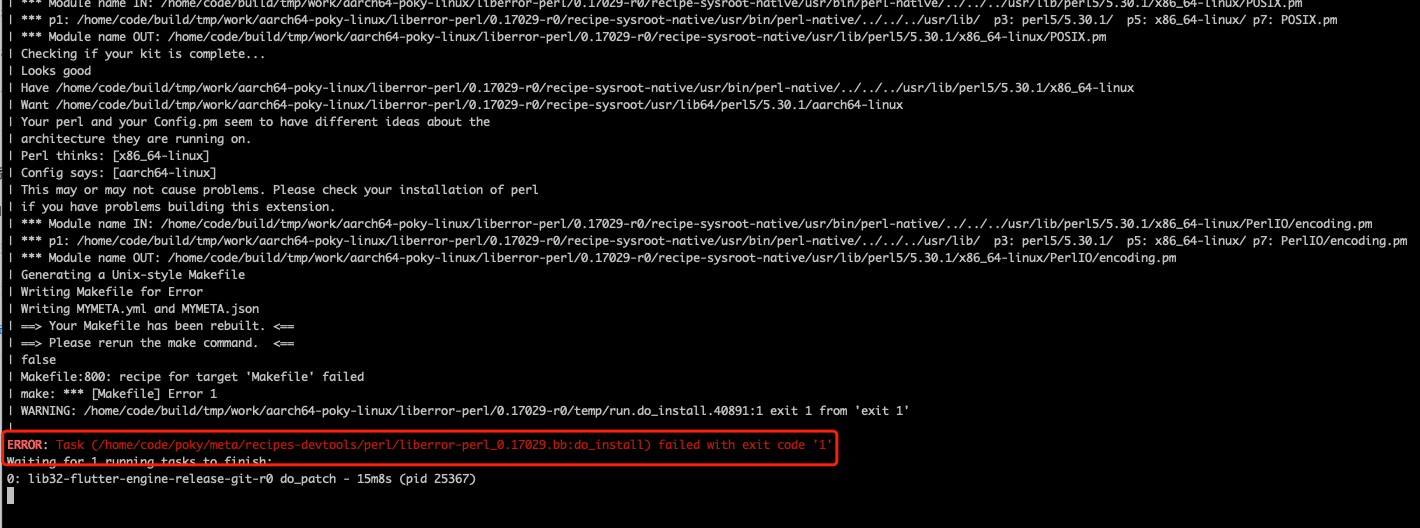 | *** Module name IN: /home/code/build/tmp/work/aarch64-poky-linux/liberror-perl/0.17029-r0/recipe-sysroot-native/usr/bin/perl-native/../../../usr/lib/perl5/5.30.1/x86_64-linux/POSIX.pm
| *** p1: /home/code/build/tmp/work/aarch64-poky-linux/liberror-perl/0.17029-r0/recipe-sysroot-native/usr/bin/perl-native/../../../usr/lib/  p3: perl5/5.30.1/  p5: x86_64-linux/ p7: POSIX.pm
| *** Module name OUT: /home/code/build/tmp/work/aarch64-poky-linux/liberror-perl/0.17029-r0/recipe-sysroot-native/usr/lib/perl5/5.30.1/x86_64-linux/POSIX.pm
| Checking if your kit is complete...
| Looks good
| Have /home/code/build/tmp/work/aarch64-poky-linux/liberror-perl/0.17029-r0/recipe-sysroot-native/usr/bin/perl-native/../../../usr/lib/perl5/5.30.1/x86_64-linux
| Want /home/code/build/tmp/work/aarch64-poky-linux/liberror-perl/0.17029-r0/recipe-sysroot/usr/lib64/perl5/5.30.1/aarch64-linux
| Your perl and your Config.pm seem to have different ideas about the
| architecture they are running on.
| Perl thinks: [x86_64-linux]
| Config says: [aarch64-linux]
| This may or may not cause problems. Please check your installation of perl
| if you have problems building this extension.
| *** Module name IN: /home/code/build/tmp/work/aarch64-poky-linux/liberror-perl/0.17029-r0/recipe-sysroot-native/usr/bin/perl-native/../../../usr/lib/perl5/5.30.1/x86_64-linux/PerlIO/encoding.pm
| *** p1: /home/code/build/tmp/work/aarch64-poky-linux/liberror-perl/0.17029-r0/recipe-sysroot-native/usr/bin/perl-native/../../../usr/lib/  p3: perl5/5.30.1/  p5: x86_64-linux/ p7: PerlIO/encoding.pm
| *** Module name OUT: /home/code/build/tmp/work/aarch64-poky-linux/liberror-perl/0.17029-r0/recipe-sysroot-native/usr/lib/perl5/5.30.1/x86_64-linux/PerlIO/encoding.pm
| Generating a Unix-style Makefile
| Writing Makefile for Error
| Writing MYMETA.yml and MYMETA.json
| ==> Your Makefile has been rebuilt. <==
| ==> Please rerun the make command.  <==
| false
| Makefile:800: recipe for target 'Makefile' failed
| make: *** [Makefile] Error 1
| WARNING: /home/code/build/tmp/work/aarch64-poky-linux/liberror-perl/0.17029-r0/temp/run.do_install.40891:1 exit 1 from 'exit 1'
|
ERROR: Task (/home/code/poky/meta/recipes-devtools/perl/liberror-perl_0.17029.bb:do_install) failed with exit code '1'
Waiting for 1 running tasks to finish:
0: lib32-flutter-engine-release-git-r0 do_patch - 15m8s (pid 25367)